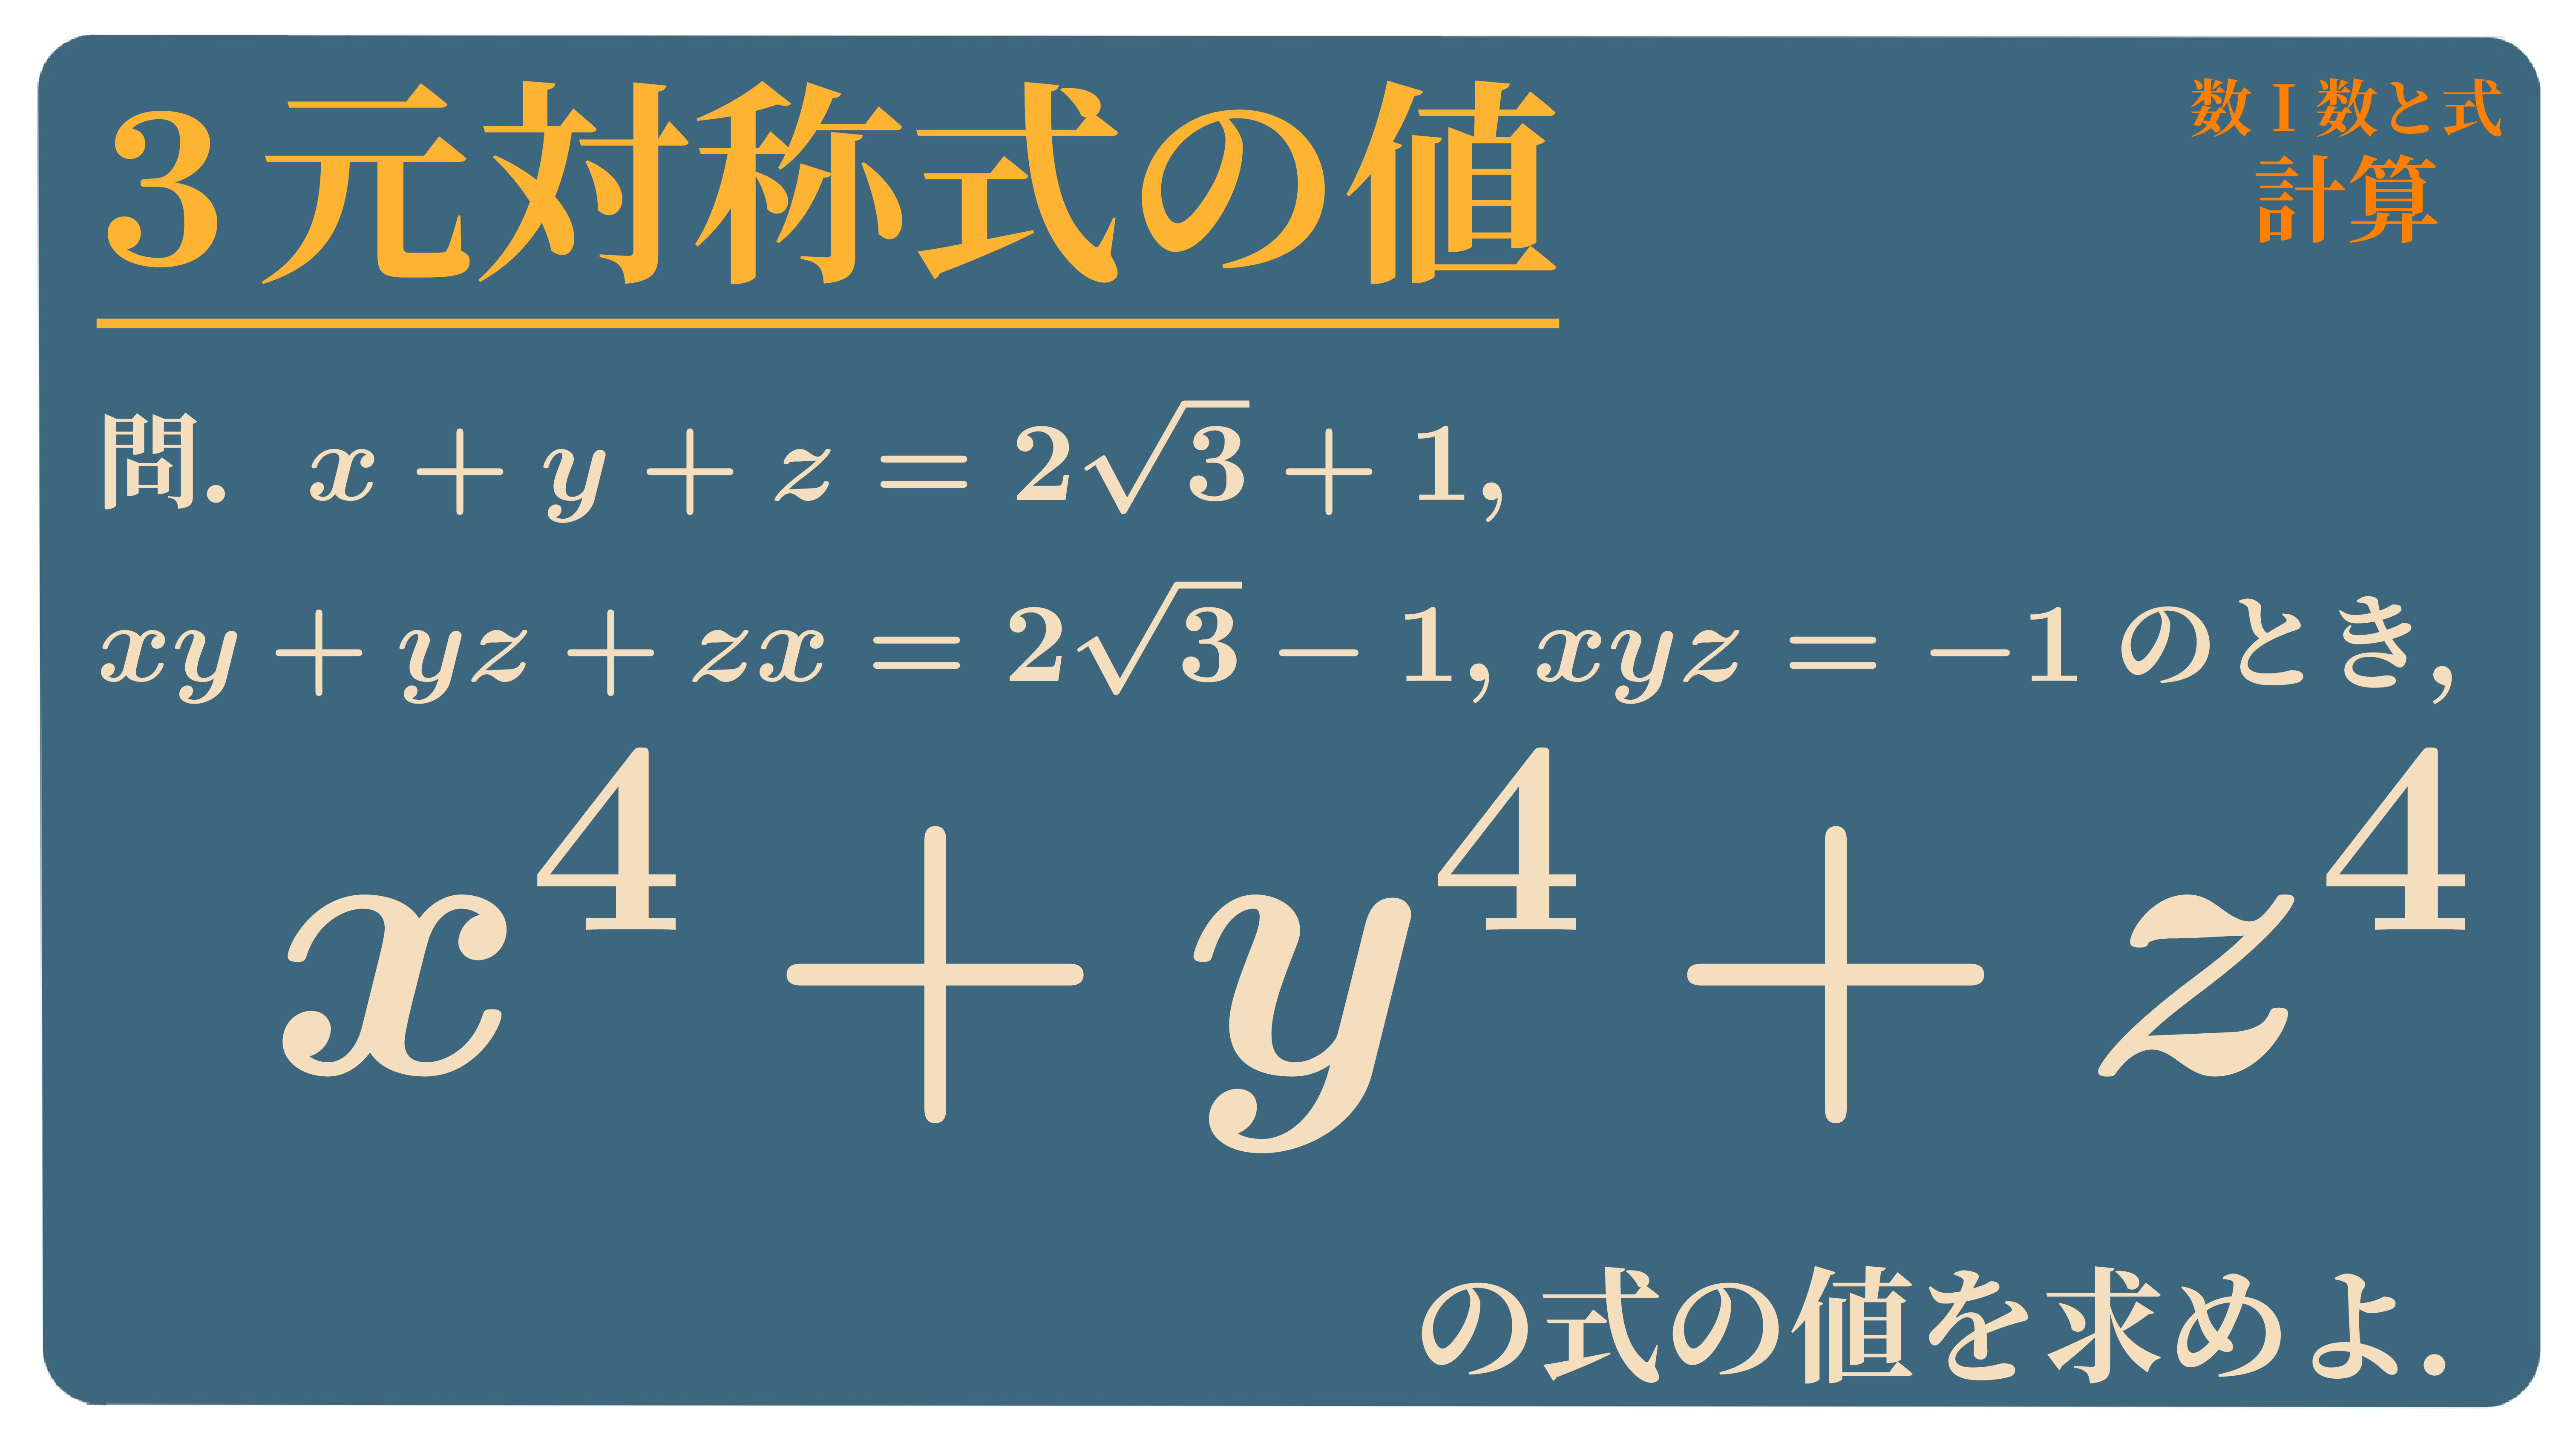 3元対称式の値
数Ⅰ数と式
計算
問. x + y + z = 2√3 + 1,
xy + yz + zx = 2√3 − 1, xyz = −1 のとき,
x⁴ + y⁴ + z⁴
の式の値を求めよ.